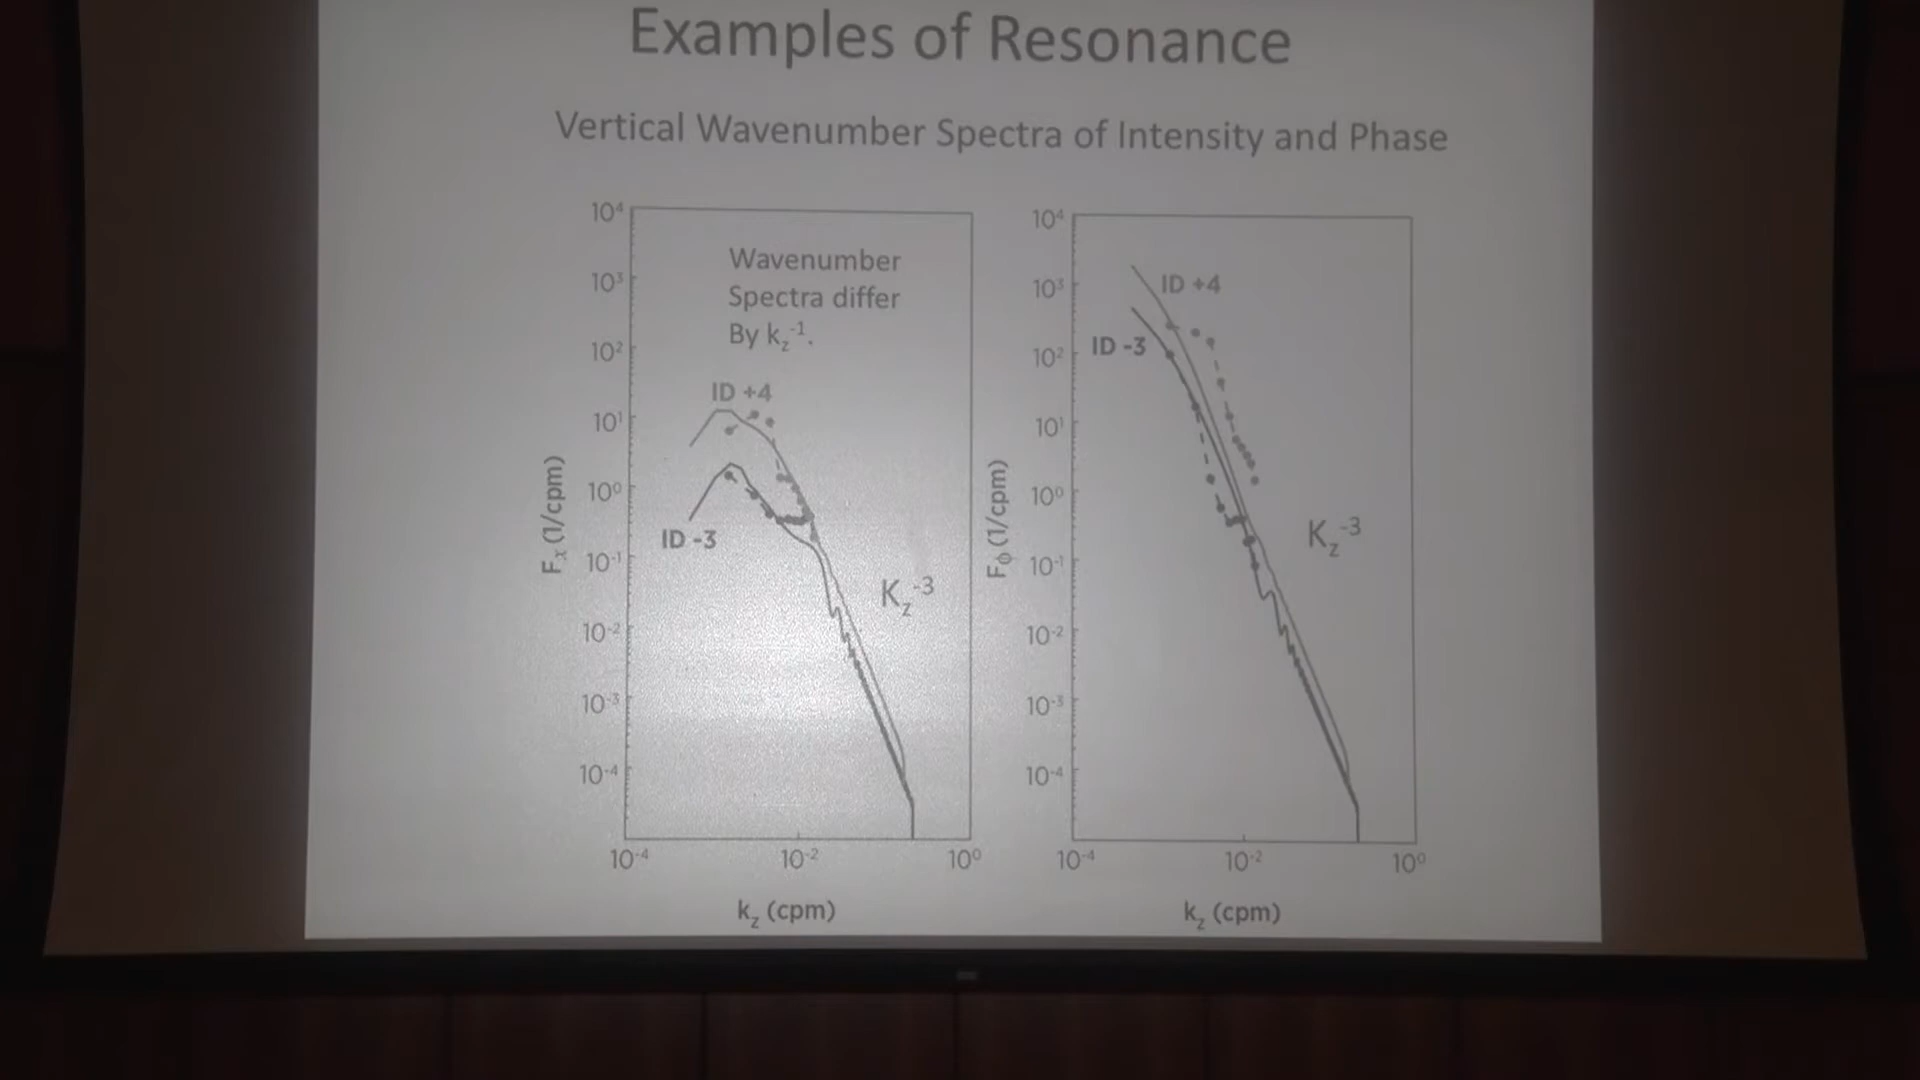 Examples of Resonance
Vertical Wavenumber Spectra of Intensity and Phase
10⁴
10³
10²
10¹
10⁰
10⁻¹
10⁻²
10⁻³
10⁻⁴
Fχ (1/cpm)
Wavenumber
Spectra differ
By k_z⁻¹.
ID +4
ID -3
K_z⁻³
10⁻⁴ 10⁻² 10⁰
k_z (cpm)
10⁴
10³
10²
10¹
10⁰
10⁻¹
10⁻²
10⁻³
10⁻⁴
Fϕ (1/cpm)
ID +4
ID -3
K_z⁻³
10⁻⁴ 10⁻² 10⁰
k_z (cpm)